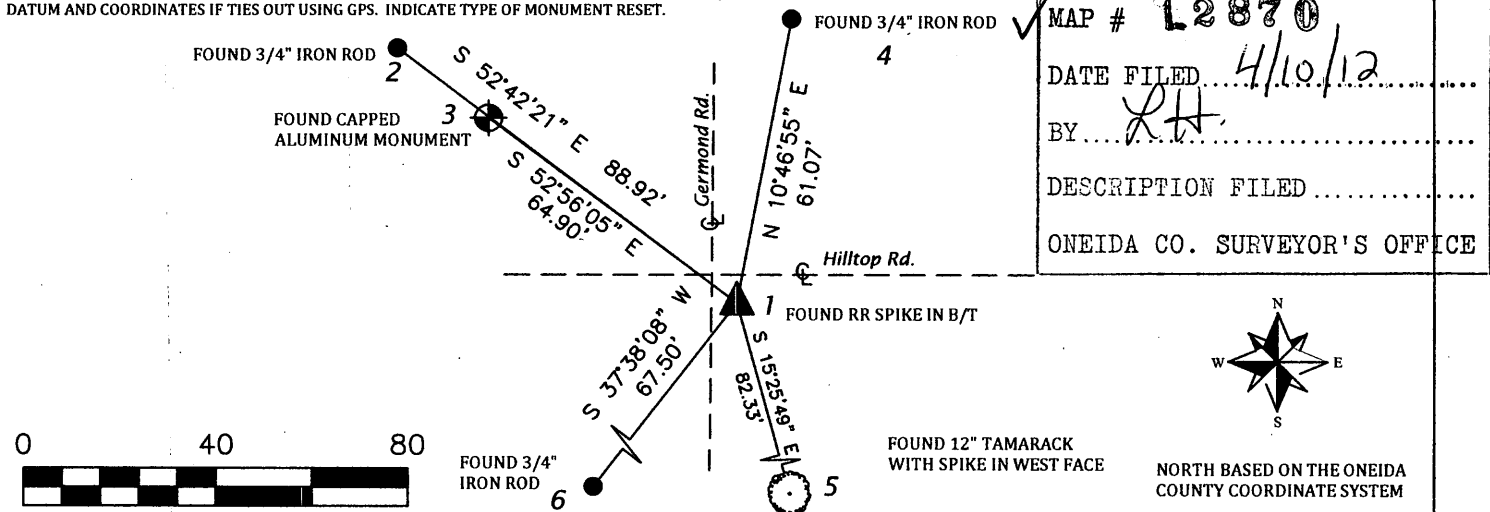 DATUM AND COORDINATES IF TIES OUT USING GPS. INDICATE TYPE OF MONUMENT RESET.
MAP # L2870
DATE FILED 4/10/12
BY LH.
DESCRIPTION FILED
ONEIDA CO. SURVEYOR'S OFFICE
FOUND 3/4" IRON ROD
2
FOUND 3/4" IRON ROD
4
S 52°42'21" E 88.92'
FOUND CAPPED
ALUMINUM MONUMENT
3
S 52°56'05" E
64.90'
Germond Rd.
CL
N 10°46'55" E
61.07'
Hilltop Rd.
CL
1
FOUND RR SPIKE IN B/T
S 37°38'08" W
67.50'
S 15°25'49" E
82.33'
N
W
E
S
0 40 80
FOUND 3/4"
IRON ROD
6
5
FOUND 12" TAMARACK
WITH SPIKE IN WEST FACE
NORTH BASED ON THE ONEIDA
COUNTY COORDINATE SYSTEM